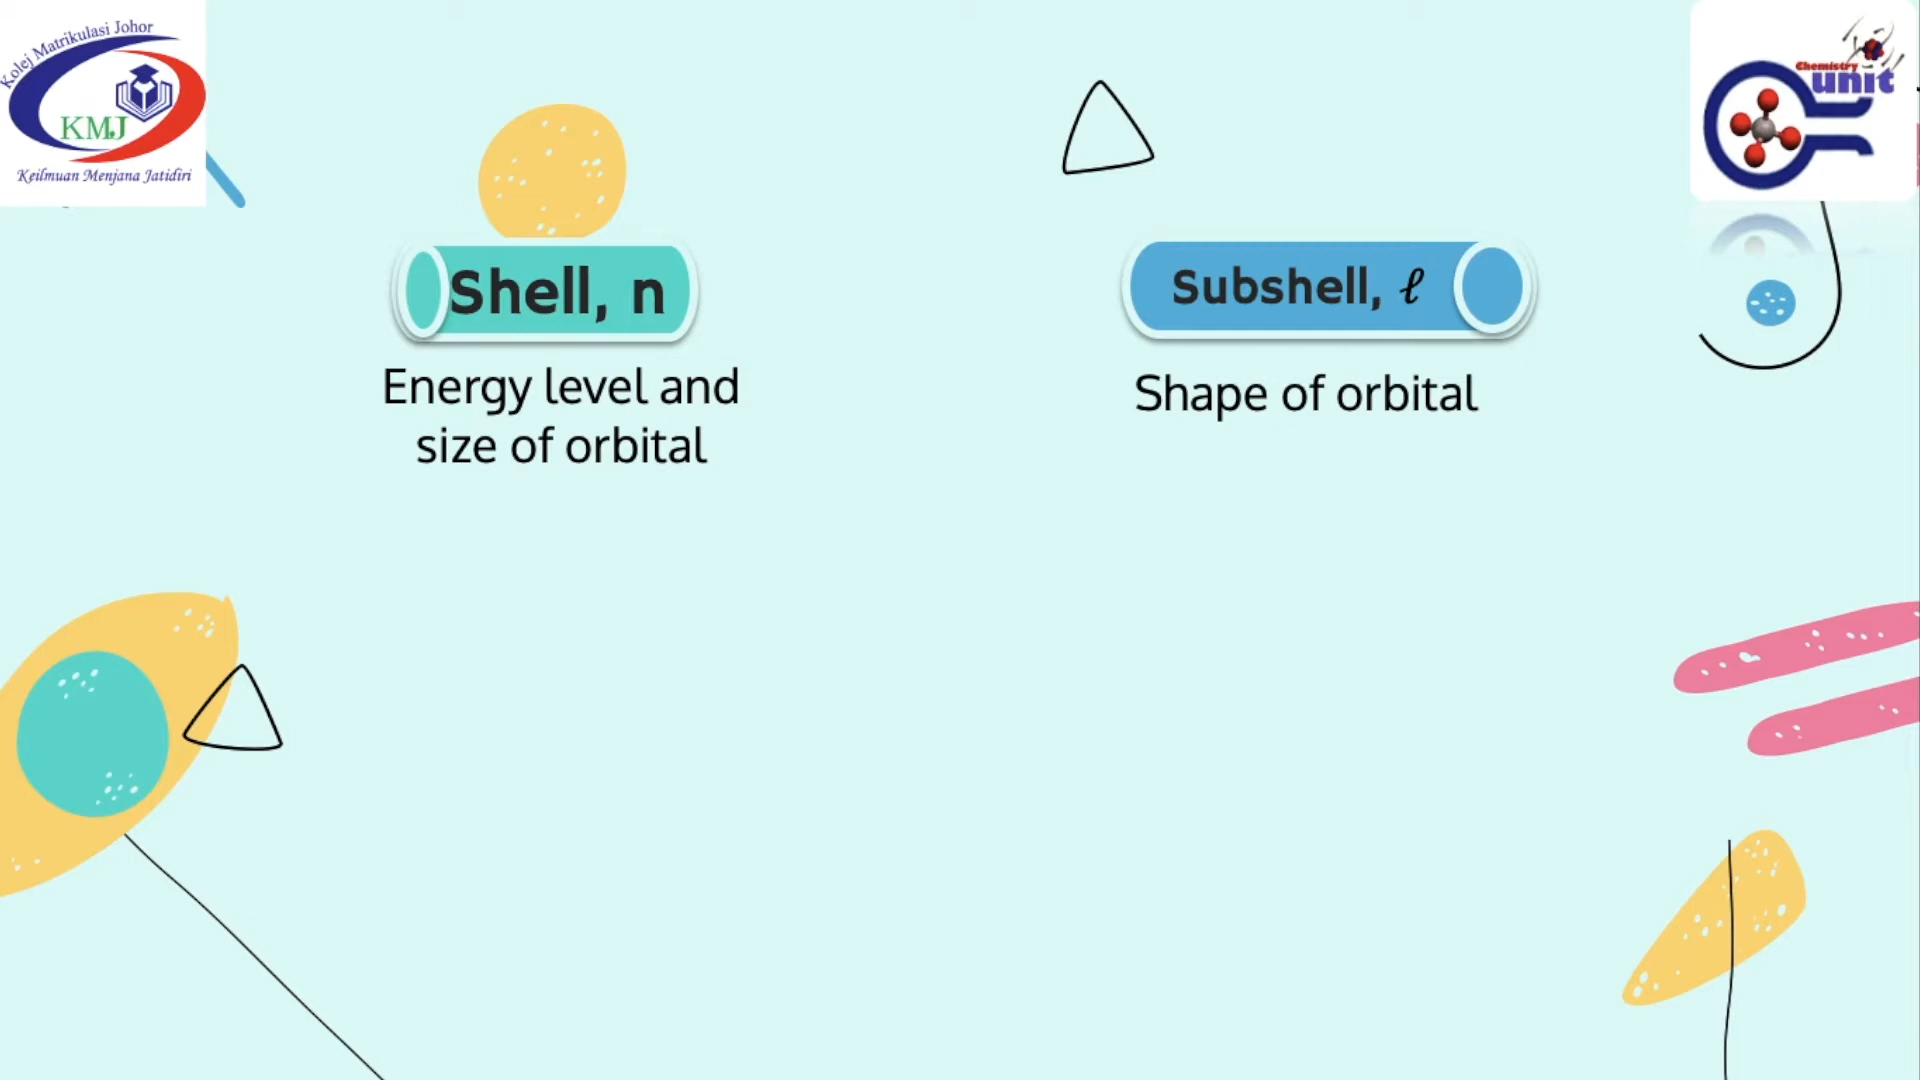 Kolej Matrikulasi Johor
KMJ
Keilmuan Menjana Jatidiri
Chemistry
unit
Shell, n
Energy level and
size of orbital
Subshell, ℓ
Shape of orbital